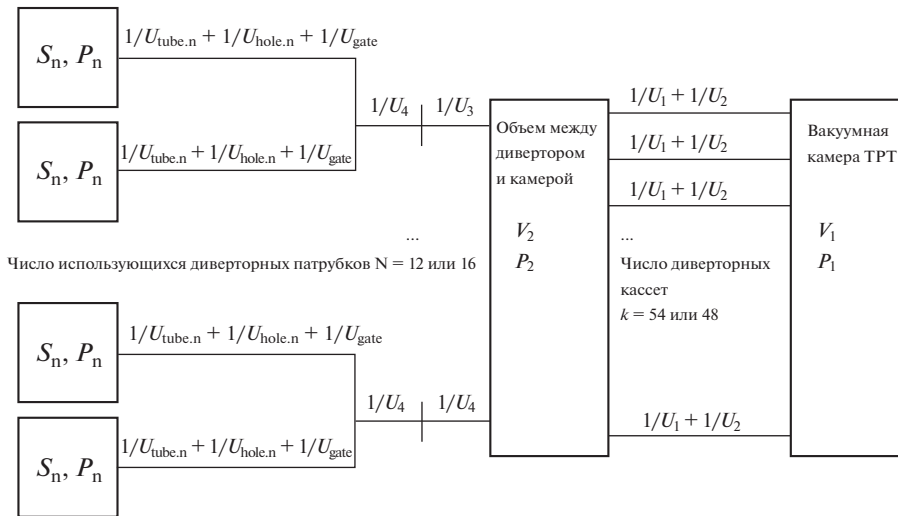 1/U_tube.n + 1/U_hole.n + 1/U_gate
S_n, P_n
1/U_4
1/U_3
1/U_1 + 1/U_2
Объем между
дивертором
и камерой
Вакуумная
камера ТРТ
1/U_tube.n + 1/U_hole.n + 1/U_gate
S_n, P_n
1/U_1 + 1/U_2
1/U_1 + 1/U_2
...
V_2
P_2
...
V_1
P_1
Число использующихся диверторных патрубков N = 12 или 16
Число диверторных
кассет
k = 54 или 48
1/U_tube.n + 1/U_hole.n + 1/U_gate
S_n, P_n
1/U_4
1/U_4
1/U_1 + 1/U_2
1/U_tube.n + 1/U_hole.n + 1/U_gate
S_n, P_n